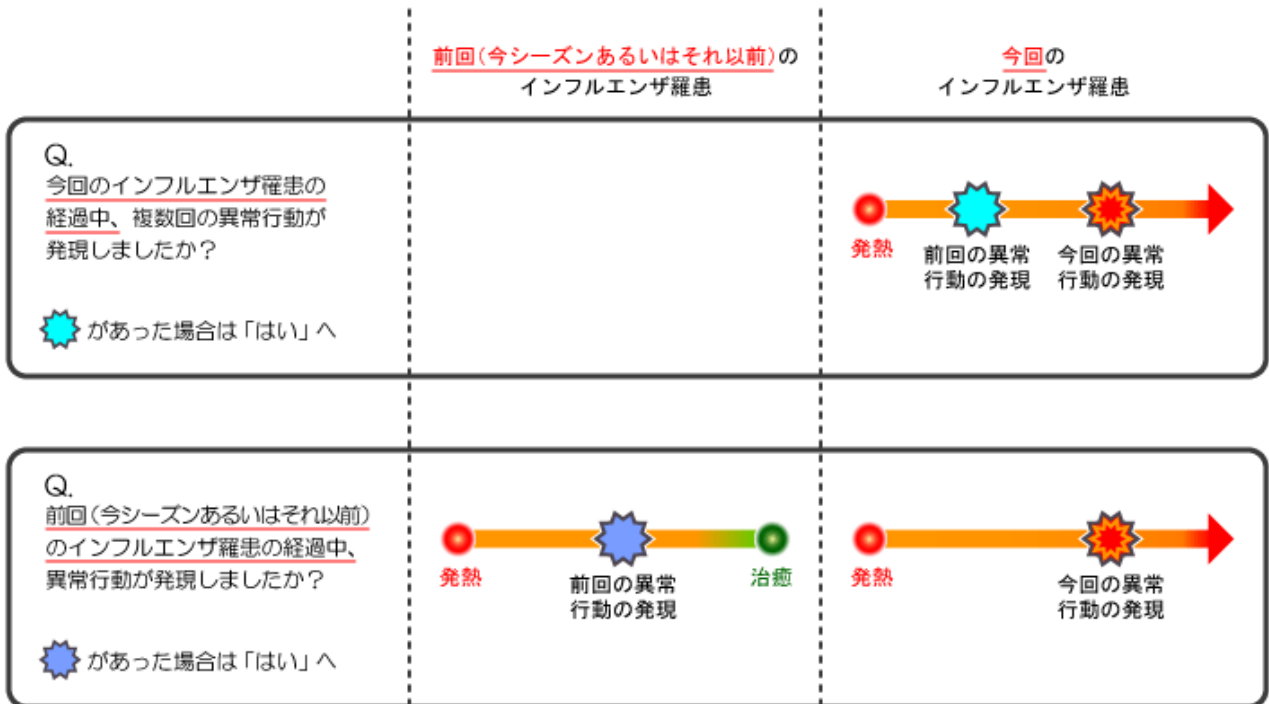 前回(今シーズンあるいはそれ以前)の
インフルエンザ羅患
今回の
インフルエンザ羅患
Q.
今回のインフルエンザ罹患の
経過中、複数回の異常行動が
発現しましたか？
があった場合は「はい」へ
発熱
前回の異常
行動の発現
今回の異常
行動の発現
Q.
前回(今シーズンあるいはそれ以前)
のインフルエンザ羅患の経過中、
異常行動が発現しましたか？
があった場合は「はい」へ
発熱
前回の異常
行動の発現
治癒
発熱
今回の異常
行動の発現